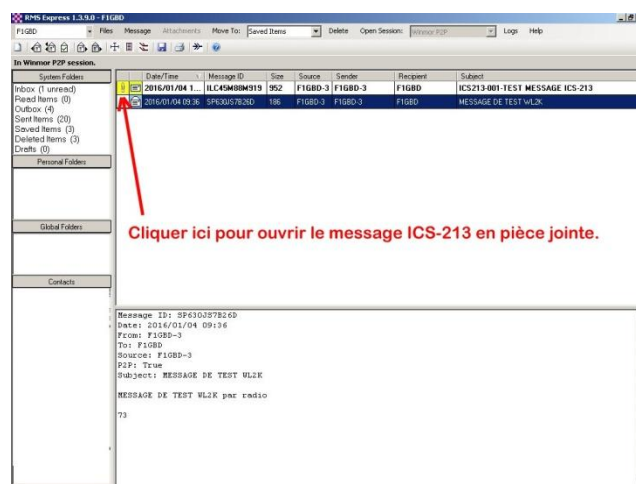 RMS Express 1.3.9.0 - F1GBD
F1GBD Files Message Attachments Move To: Saved Items Delete Open Session: Winmor P2P Logs Help
In Winmor P2P session.
System Folders
Inbox (1 unread)
Read Items (0)
Outbox (4)
Sent Items (20)
Saved Items (3)
Deleted Items (3)
Drafts (0)
Personal Folders
Global Folders
Contacts
Date/Time Message ID Size Source Sender Recipient Subject
2016/01/04 1... ILC45M88M919 952 F1GBD-3 F1GBD-3 F1GBD ICS213-001-TEST MESSAGE ICS-213
2016/01/04 09:36 SP630JS7B26D 186 F1GBD-3 F1GBD-3 F1GBD MESSAGE DE TEST WL2K
Cliquer ici pour ouvrir le message ICS-213 en pièce jointe.
Message ID: SP630JS7B26D
Date: 2016/01/04 09:36
From: F1GBD-3
To: F1GBD
Source: F1GBD-3
P2P: True
Subject: MESSAGE DE TEST WL2K
MESSAGE DE TEST WL2K par radio
73